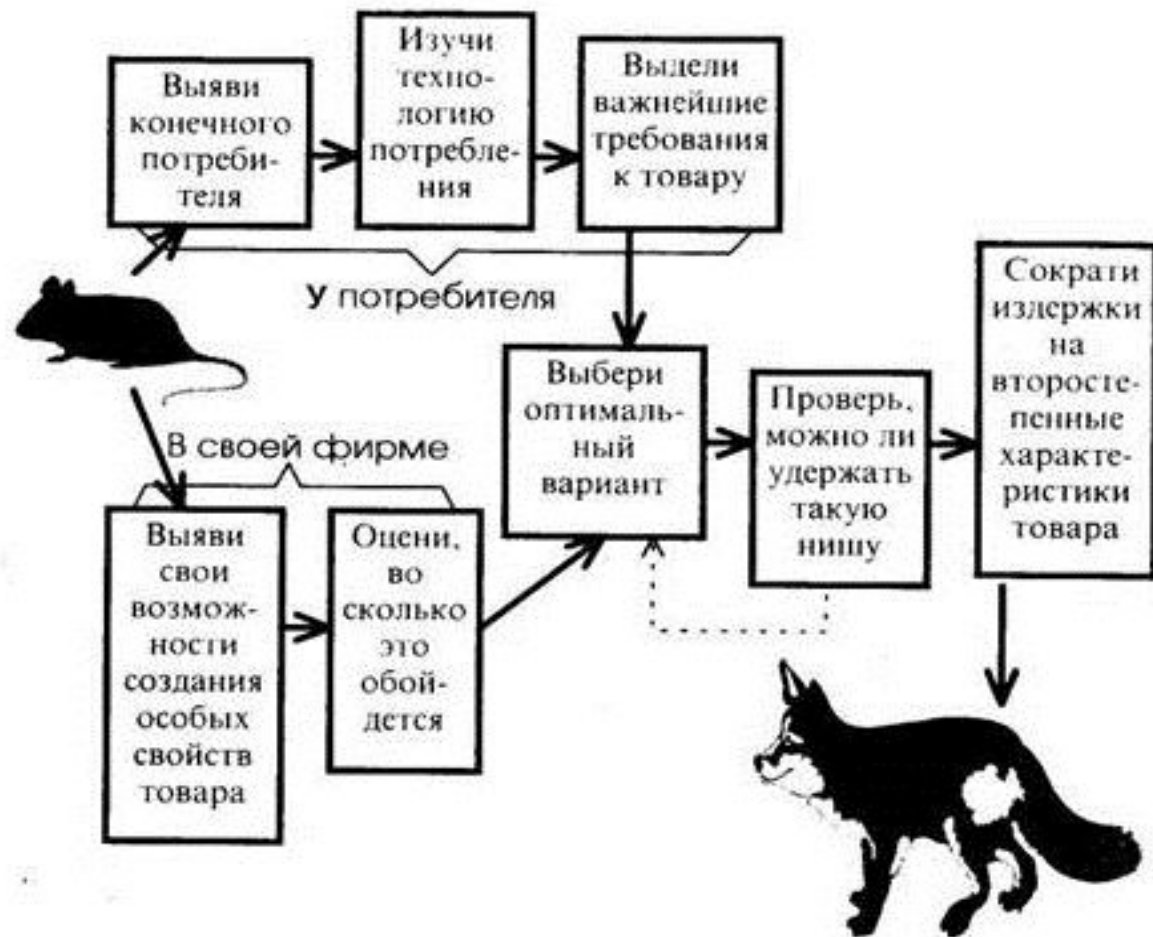 Выяви
конечного
потреби-
теля
Изучи
техно-
логию
потребле-
ния
Выдели
важнейшие
требования
к товару
У потребителя
В своей фирме
Выяви
свои
возмож-
ности
создания
особых
свойств
товара
Оцени,
во
сколько
это
обой-
дется
Выбери
оптималь-
ный
вариант
Проверь,
можно ли
удержать
такую
нишу
Сократи
издержки
на
второсте-
пенные
характе-
ристики
товара